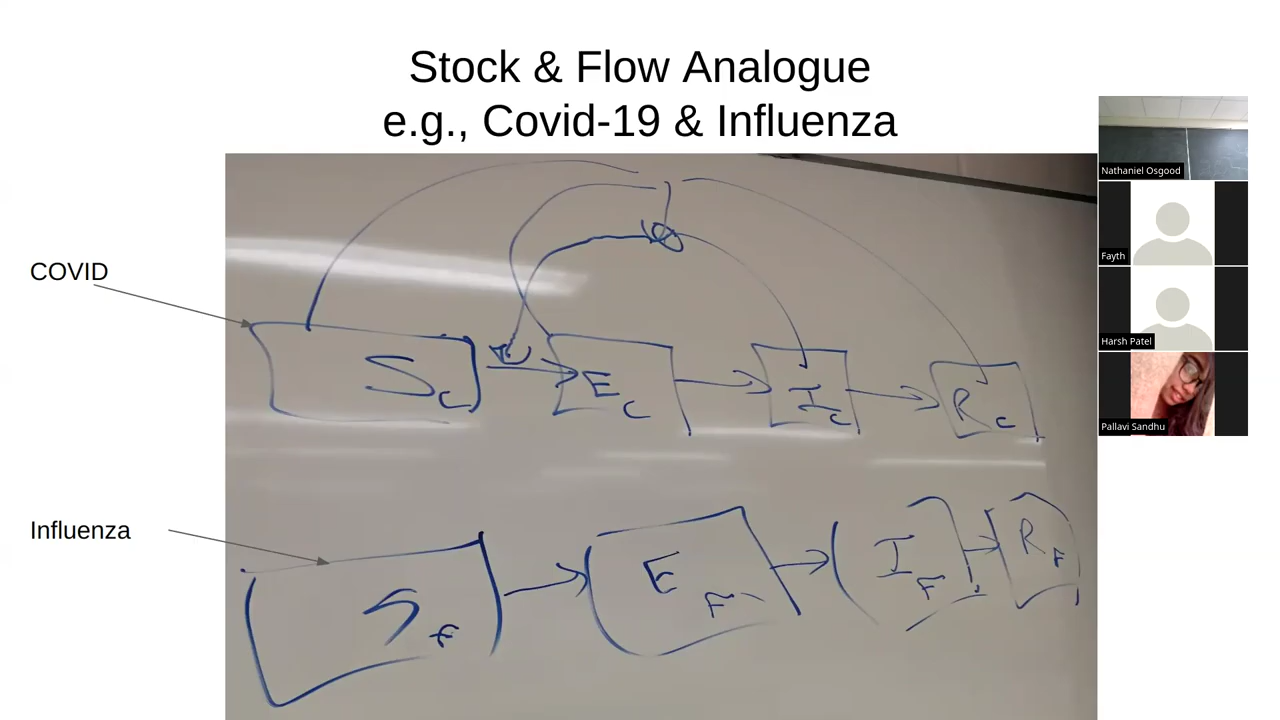 Stock & Flow Analogue
e.g., Covid-19 & Influenza
COVID
S C
E C
I C
R C
Influenza
S F
E F
I F
R F
Nathaniel Osgood
Fayth
Harsh Patel
Pallavi Sandhu